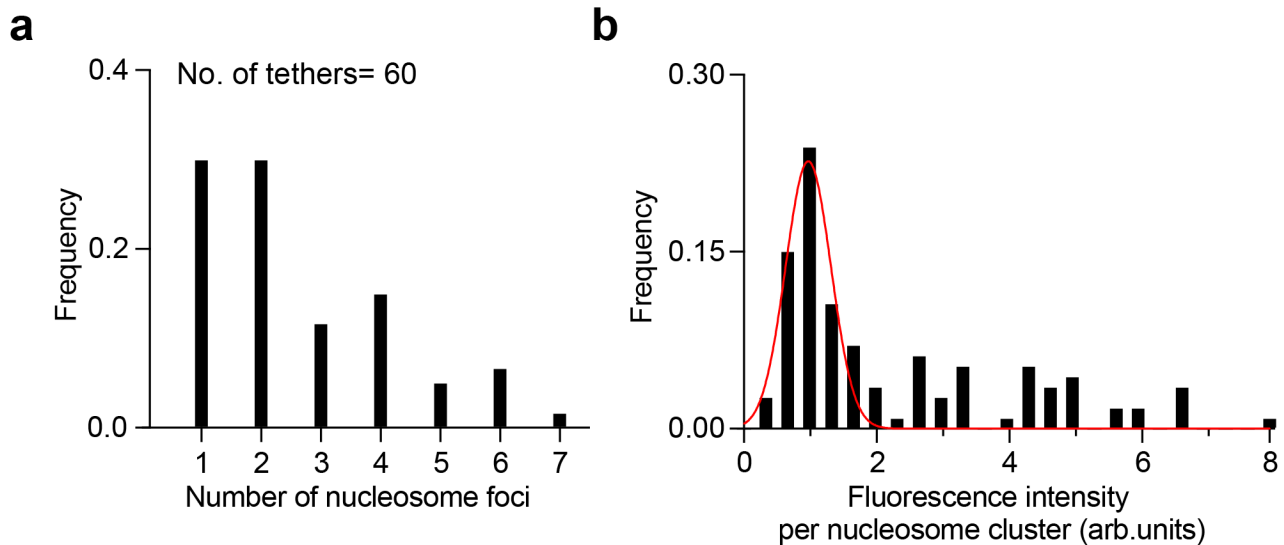 a
No. of tethers= 60
0.4
0.2
0.0
Frequency
1 2 3 4 5 6 7
Number of nucleosome foci
b
0.30
0.15
0.00
Frequency
0 2 4 6 8
Fluorescence intensity
per nucleosome cluster (arb.units)